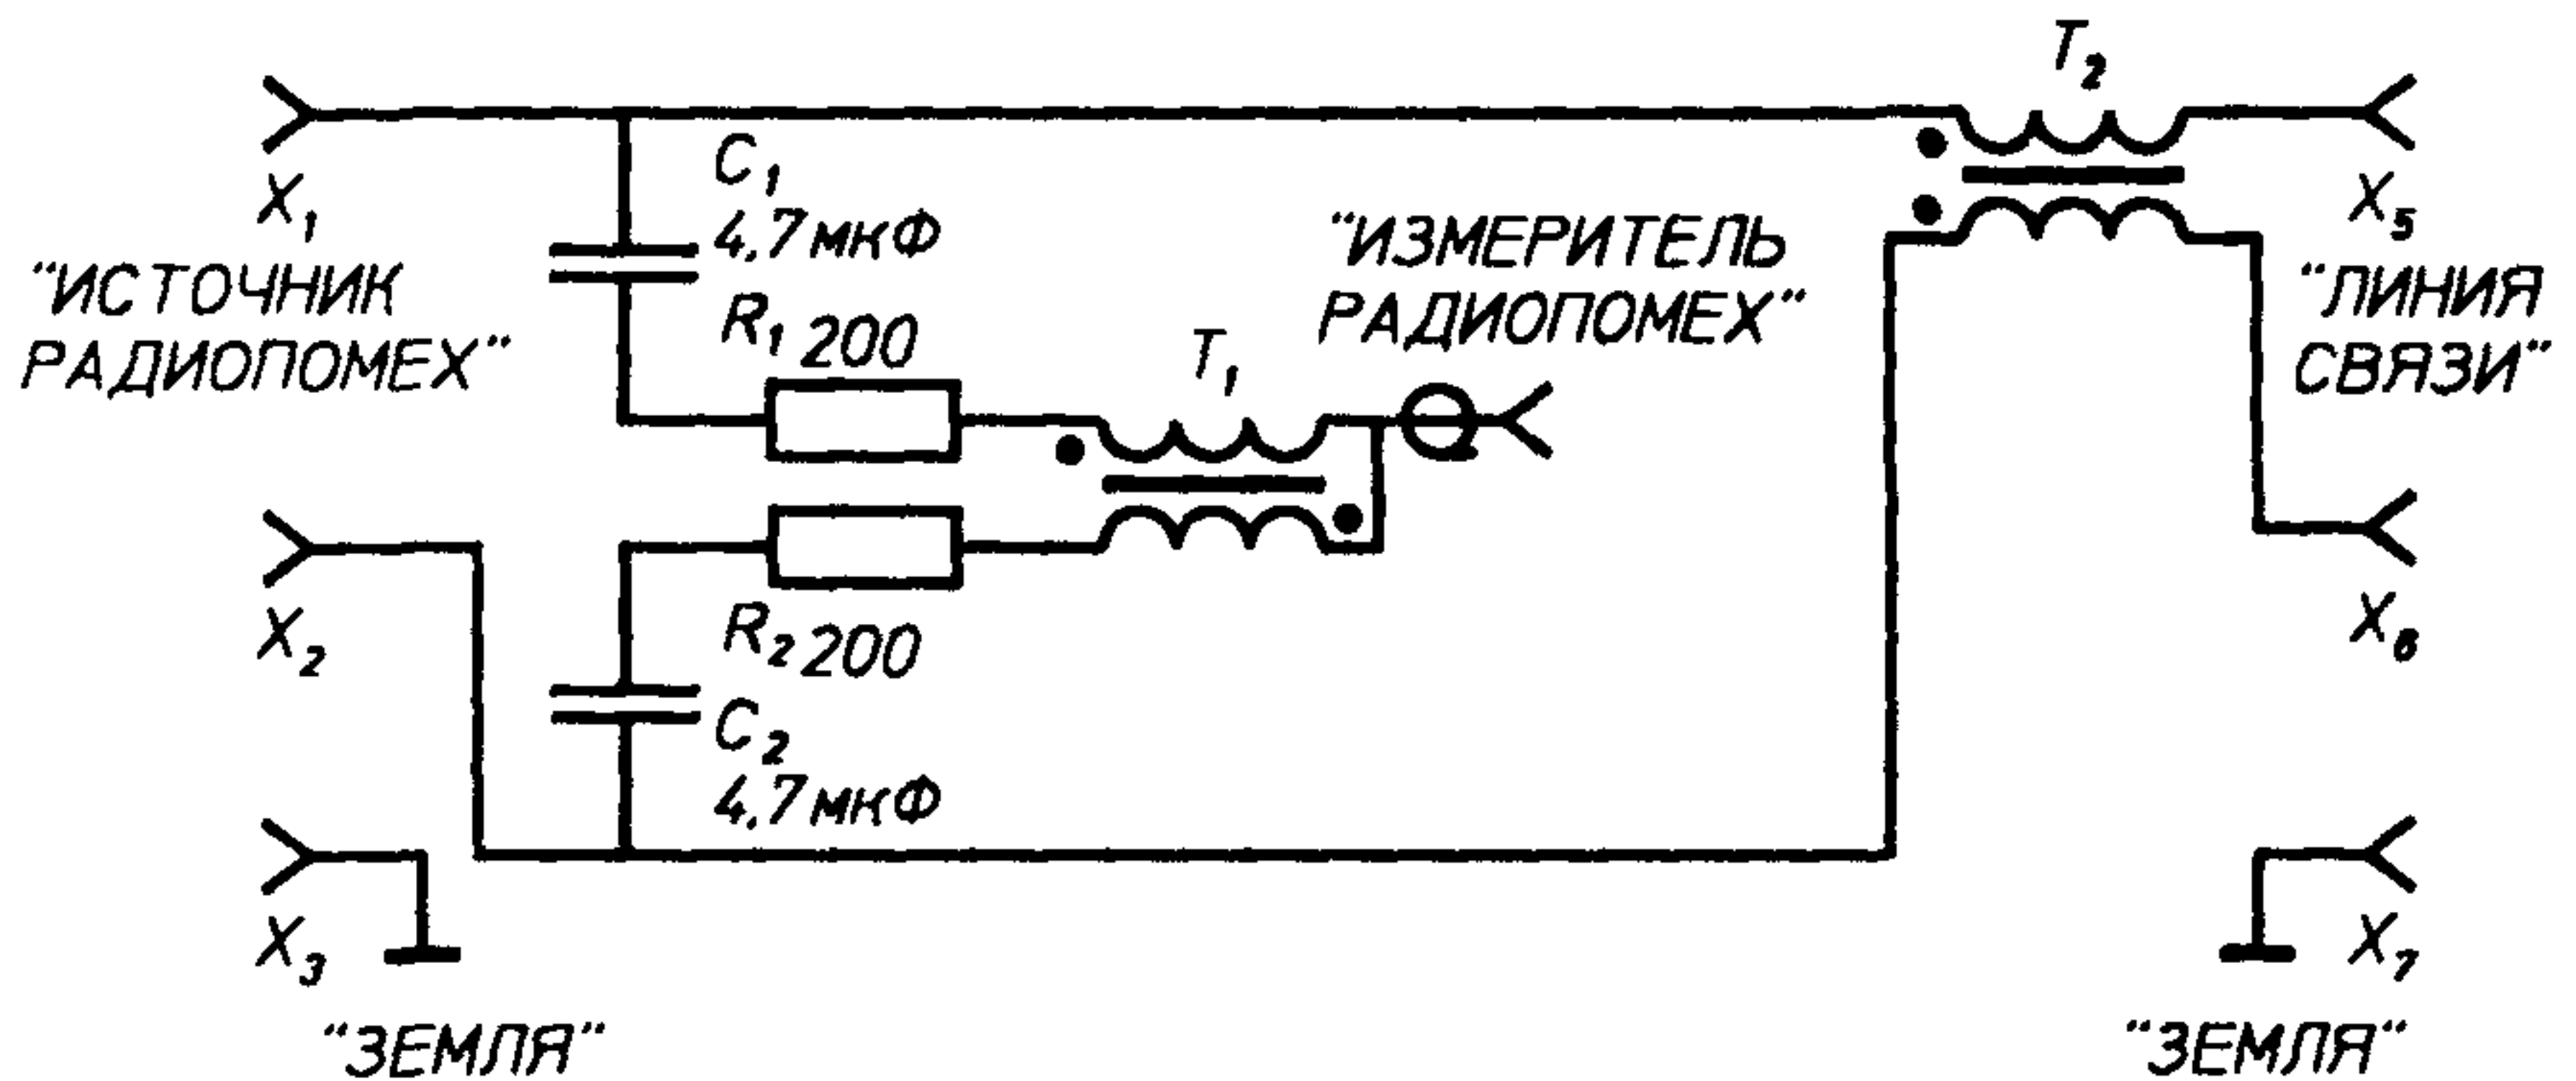 T₂
C₁
4,7 мкФ
X₁
"ИСТОЧНИК
РАДИОПОМЕХ"
R₁ 200
T₁
"ИЗМЕРИТЕЛЬ
РАДИОПОМЕХ"
X₅
"ЛИНИЯ
СВЯЗИ"
X₂
R₂ 200
C₂
4,7 мкФ
X₆
X₃
"ЗЕМЛЯ"
X₇
"ЗЕМЛЯ"